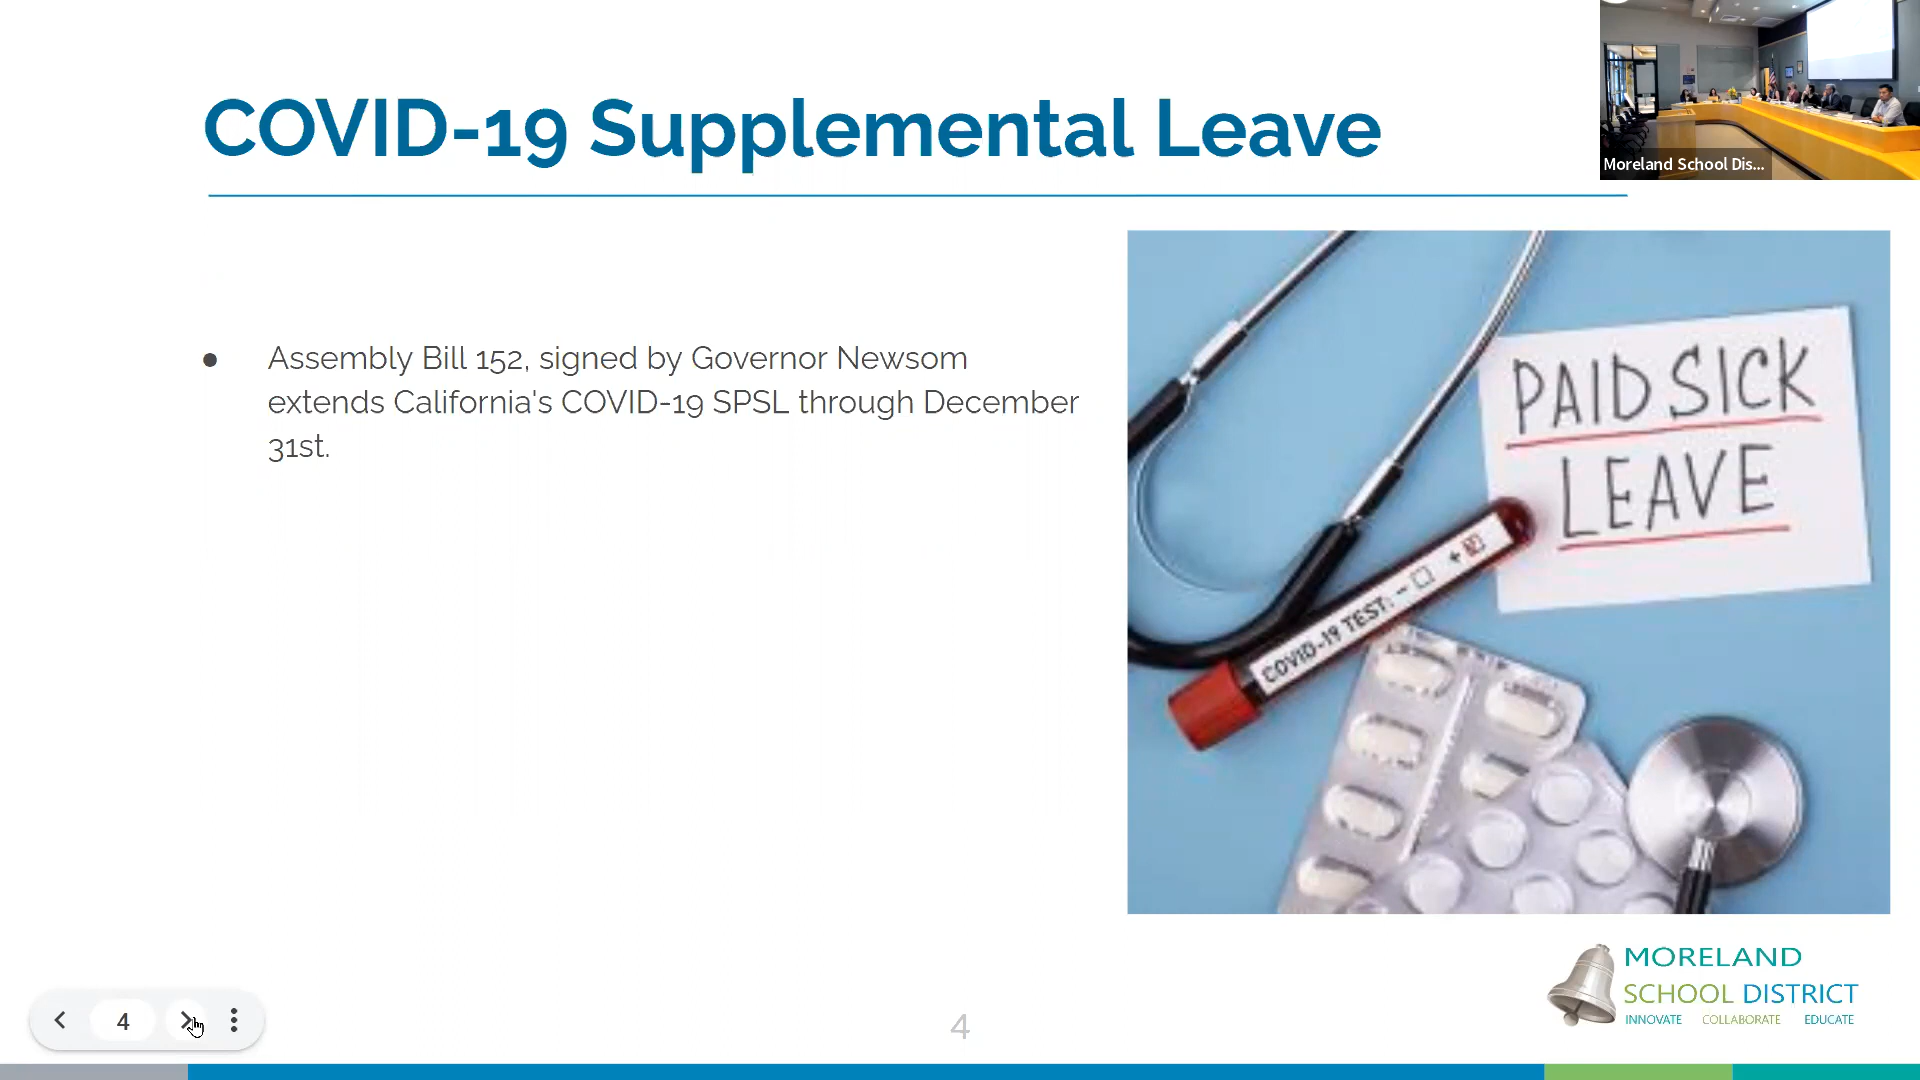 COVID-19 Supplemental Leave
Moreland School Dis...
● Assembly Bill 152, signed by Governor Newsom
extends California's COVID-19 SPSL through December
31st.
PAID SICK
LEAVE
COVID-19 TEST: - +
MORELAND
SCHOOL DISTRICT
INNOVATE COLLABORATE EDUCATE
4
4